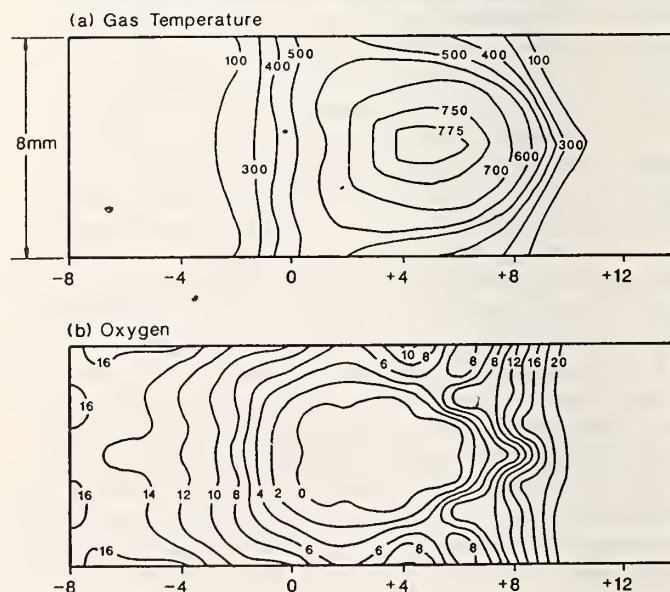 (a) Gas Temperature
100 400 500 500 400 100
8mm 750
775
300 600 300
700
-8 -4 0 +4 +8 +12
(b) Oxygen
16 6 10 8 8 8 12 16 20
16
16 14 12 10 8 4 2 0
16 6 6 8 8
-8 -4 0 +4 +8 +12